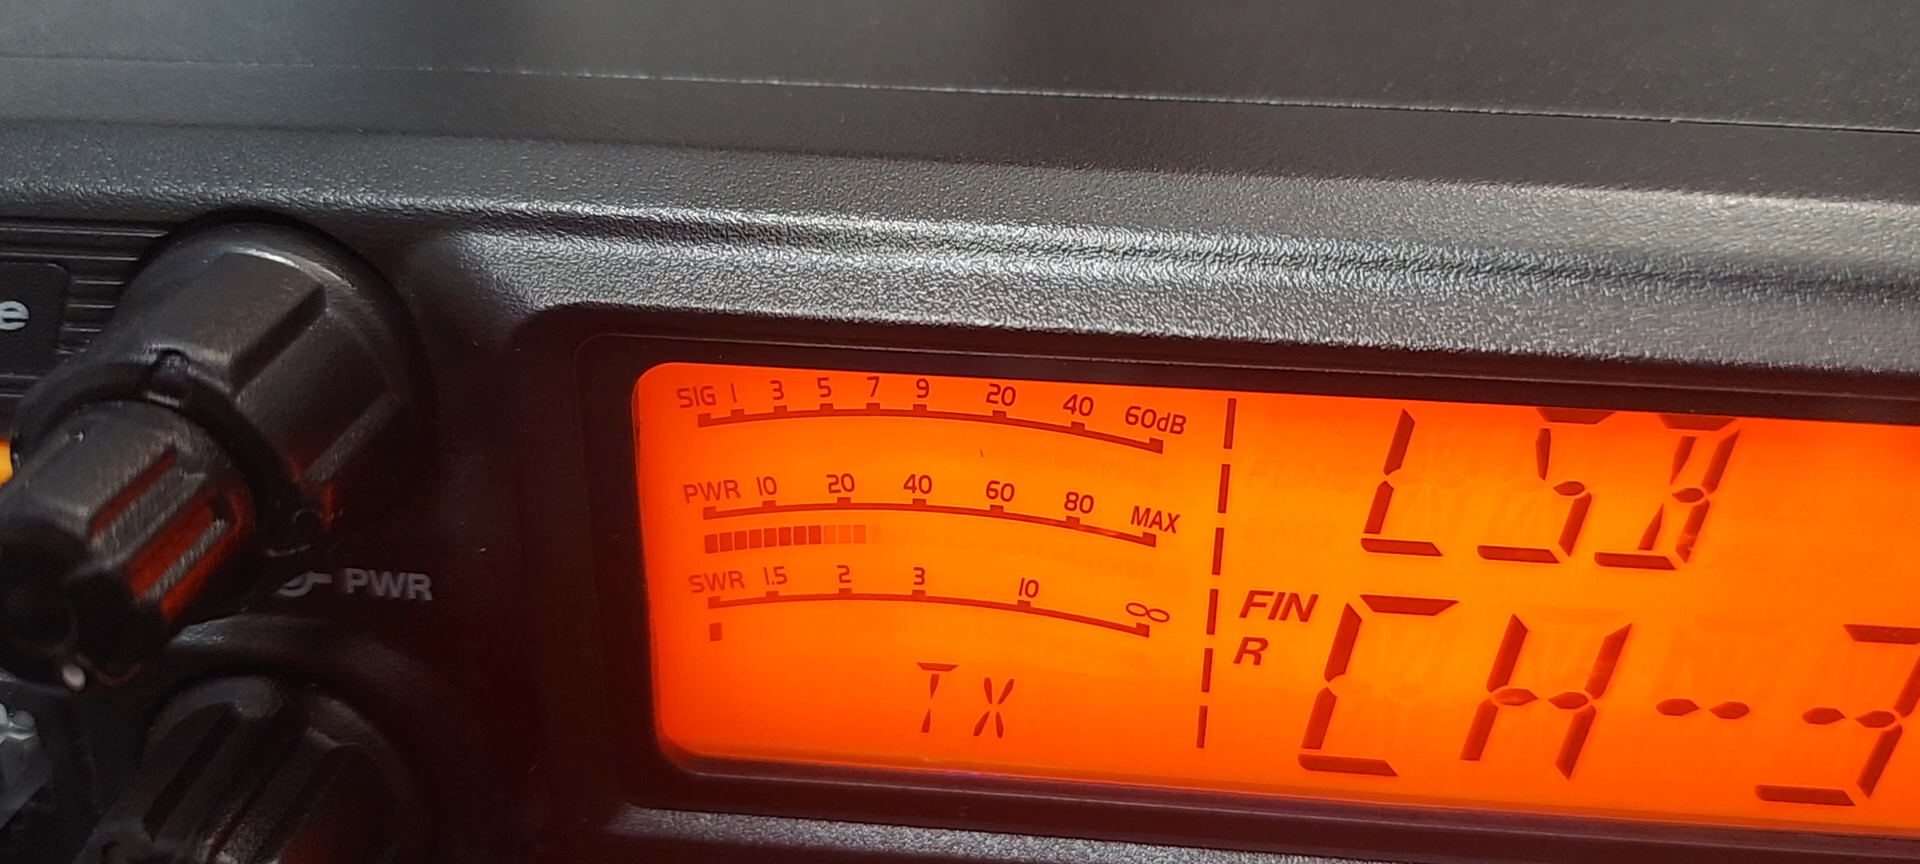 e
PWR
SIG 1 3 5 7 9 20 40 60dB
PWR 10 20 40 60 80 MAX
SWR 1.5 2 3 10 ∞
TX
LSB
FIN
R
CH-3